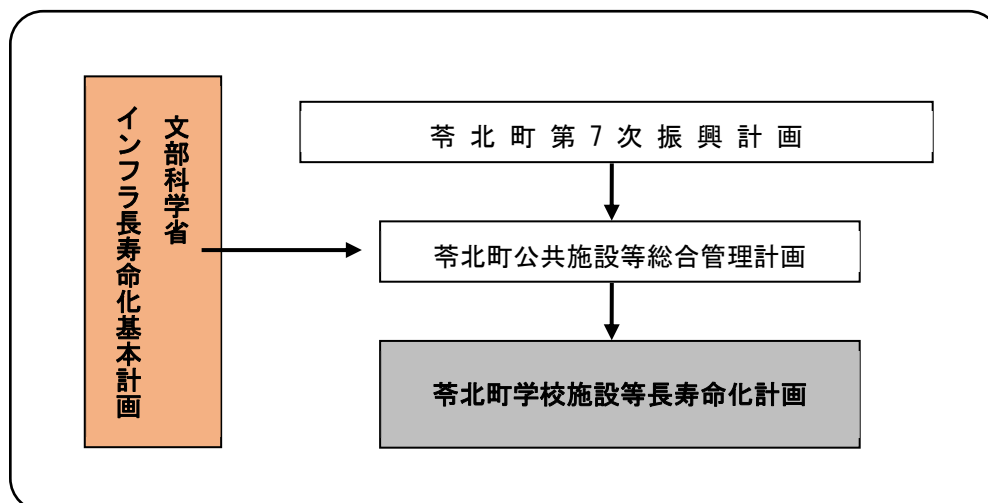 文部科学省
インフラ長寿命化基本計画
苓北町第7次振興計画
苓北町公共施設等総合管理計画
苓北町学校施設等長寿命化計画